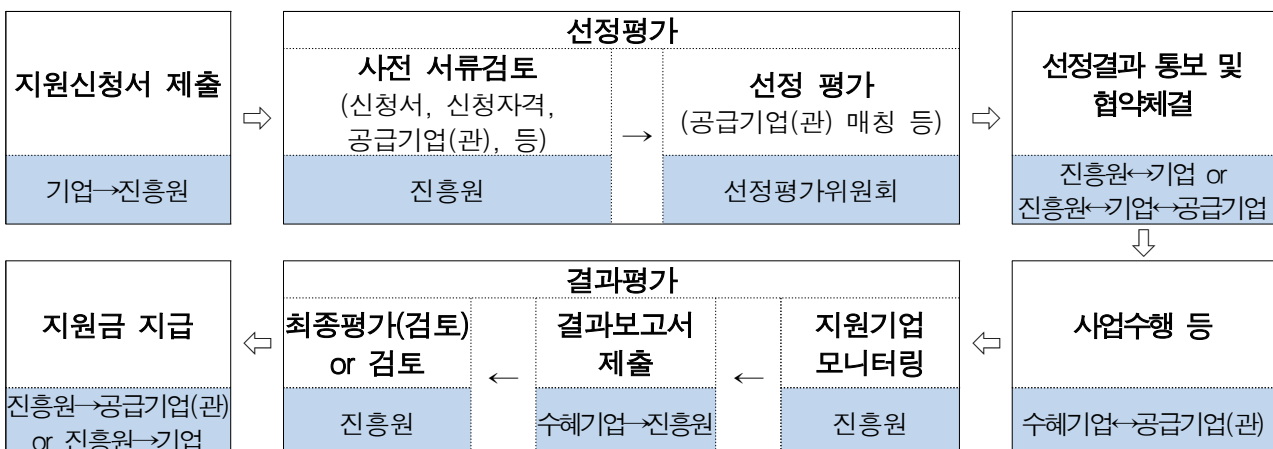 지원신청서 제출
기업→진흥원
⇨
선정평가
사전 서류검토
(신청서, 신청자격,
공급기업(관), 등)
진흥원
→
선정 평가
(공급기업(관) 매칭 등)
선정평가위원회
⇨
선정결과 통보 및
협약체결
진흥원↔기업 or
진흥원↔기업↔공급기업
⇩
사업수행 등
수혜기업↔공급기업(관)
⇦
결과평가
지원기업
모니터링
진흥원
←
결과보고서
제출
수혜기업→진흥원
←
최종평가(검토)
or 검토
진흥원
⇦
지원금 지급
진흥원→공급기업(관)
or 진흥원→기업